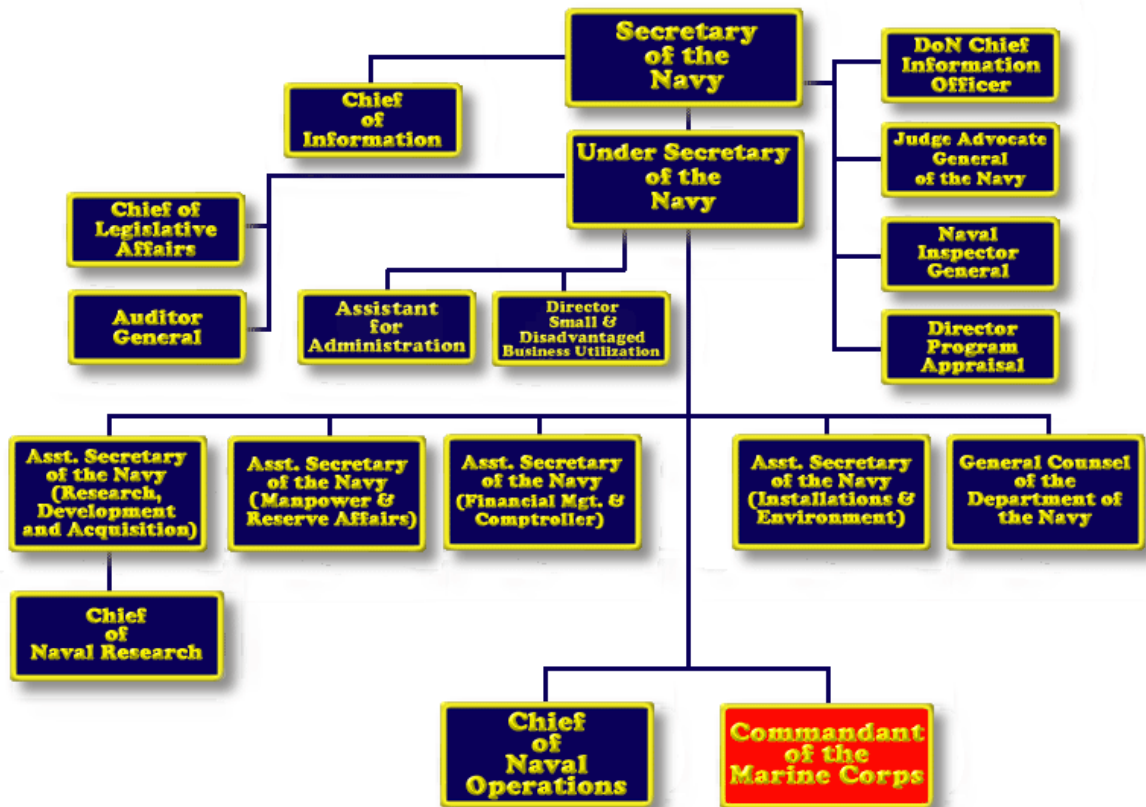 Secretary
of the
Navy
DoN Chief
Information
Officer
Chief
of
Information
Under Secretary
of the
Navy
Judge Advocate
General
of the Navy
Chief of
Legislative
Affairs
Naval
Inspector
General
Auditor
General
Assistant
for
Administration
Director
Small &
Disadvantaged
Business Utilization
Director
Program
Appraisal
Asst. Secretary
of the Navy
(Research,
Development
and Acquisition)
Asst. Secretary
of the Navy
(Manpower &
Reserve Affairs)
Asst. Secretary
of the Navy
(Financial Mgt. &
Comptroller)
Asst. Secretary
of the Navy
(Installations &
Environment)
General Counsel
of the
Department of
the Navy
Chief
of
Naval Research
Chief
of
Naval
Operations
Commandant
of the
Marine Corps